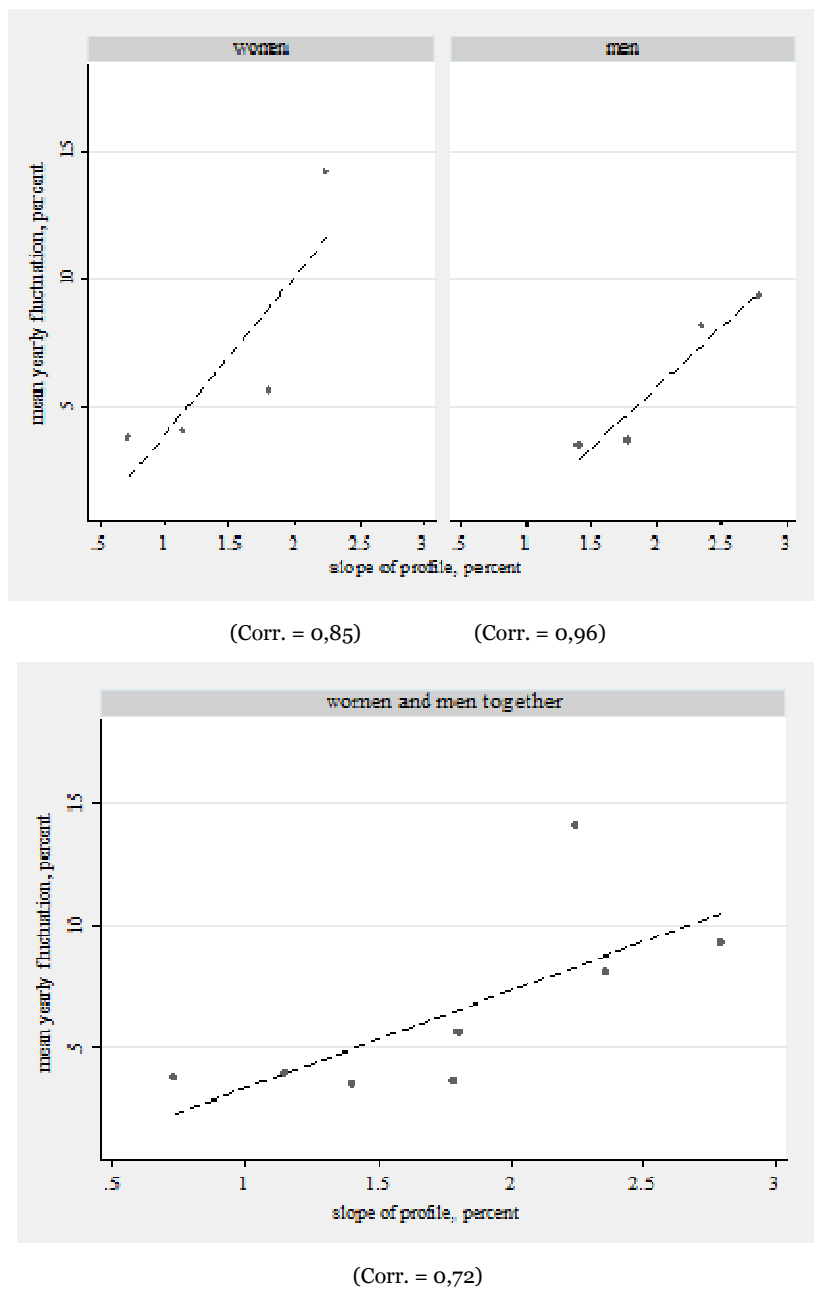 women men
mean yearly fluctuation, percent
15
10
5
.5 1 1.5 2 2.5 3 .5 1 1.5 2 2.5 3
slope of profile, percent
(Corr. = 0,85) (Corr. = 0,96)
women and men together
mean yearly fluctuation, percent
15
10
5
.5 1 1.5 2 2.5 3
slope of profile, percent
(Corr. = 0,72)